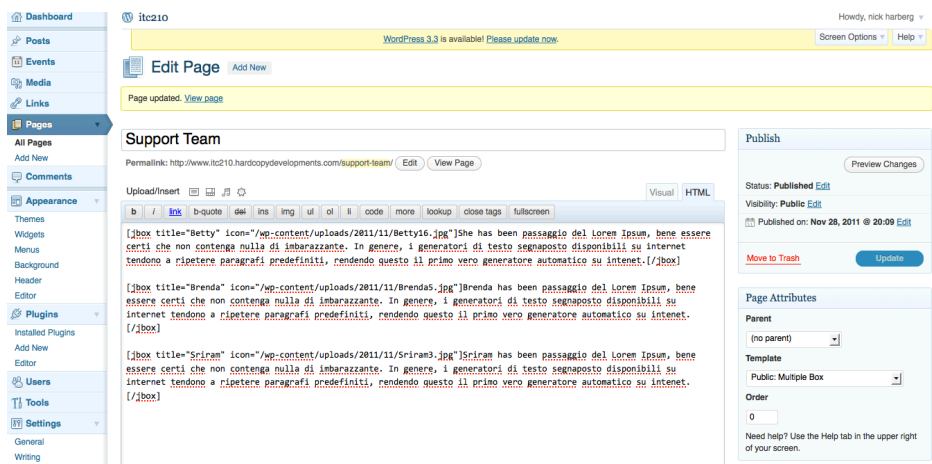 Dashboard
Posts
Events
Media
Links
Pages
All Pages
Add New
Comments
Appearance
Themes
Widgets
Menus
Background
Header
Editor
Plugins
Installed Plugins
Add New
Editor
Users
Tools
Settings
General
Writing
itc210
Howdy, nick harberg
WordPress 3.3 is available! Please update now.
Screen Options
Help
Edit Page Add New
Page updated. View page
Support Team
Permalink: http://www.itc210.hardcopydevelopments.com/support-team/ Edit View Page
Upload/Insert
Visual HTML
b i link b-quote del ins img ul ol li code more lookup close tags fullscreen
[jbox title="Betty" icon="/wp-content/uploads/2011/11/Betty16.jpg"]She has been passaggio del Lorem Ipsum, bene essere
certi che non contenga nulla di imbarazzante. In genere, i generatori di testo segnaposto disponibili su internet
tendono a ripetere paragrafi predefiniti, rendendo questo il primo vero generatore automatico su intenet.[/jbox]
[jbox title="Brenda" icon="/wp-content/uploads/2011/11/Brenda5.jpg"]Brenda has been passaggio del Lorem Ipsum, bene
essere certi che non contenga nulla di imbarazzante. In genere, i generatori di testo segnaposto disponibili su
internet tendono a ripetere paragrafi predefiniti, rendendo questo il primo vero generatore automatico su intenet.
[/jbox]
[jbox title="Sriram" icon="/wp-content/uploads/2011/11/Sriram3.jpg"]Sriram has been passaggio del Lorem Ipsum, bene
essere certi che non contenga nulla di imbarazzante. In genere, i generatori di testo segnaposto disponibili su
internet tendono a ripetere paragrafi predefiniti, rendendo questo il primo vero generatore automatico su intenet.
[/jbox]
Publish
Preview Changes
Status: Published Edit
Visibility: Public Edit
Published on: Nov 28, 2011 @ 20:09 Edit
Move to Trash
Update
Page Attributes
Parent
(no parent)
Template
Public: Multiple Box
Order
0
Need help? Use the Help tab in the upper right
of your screen.